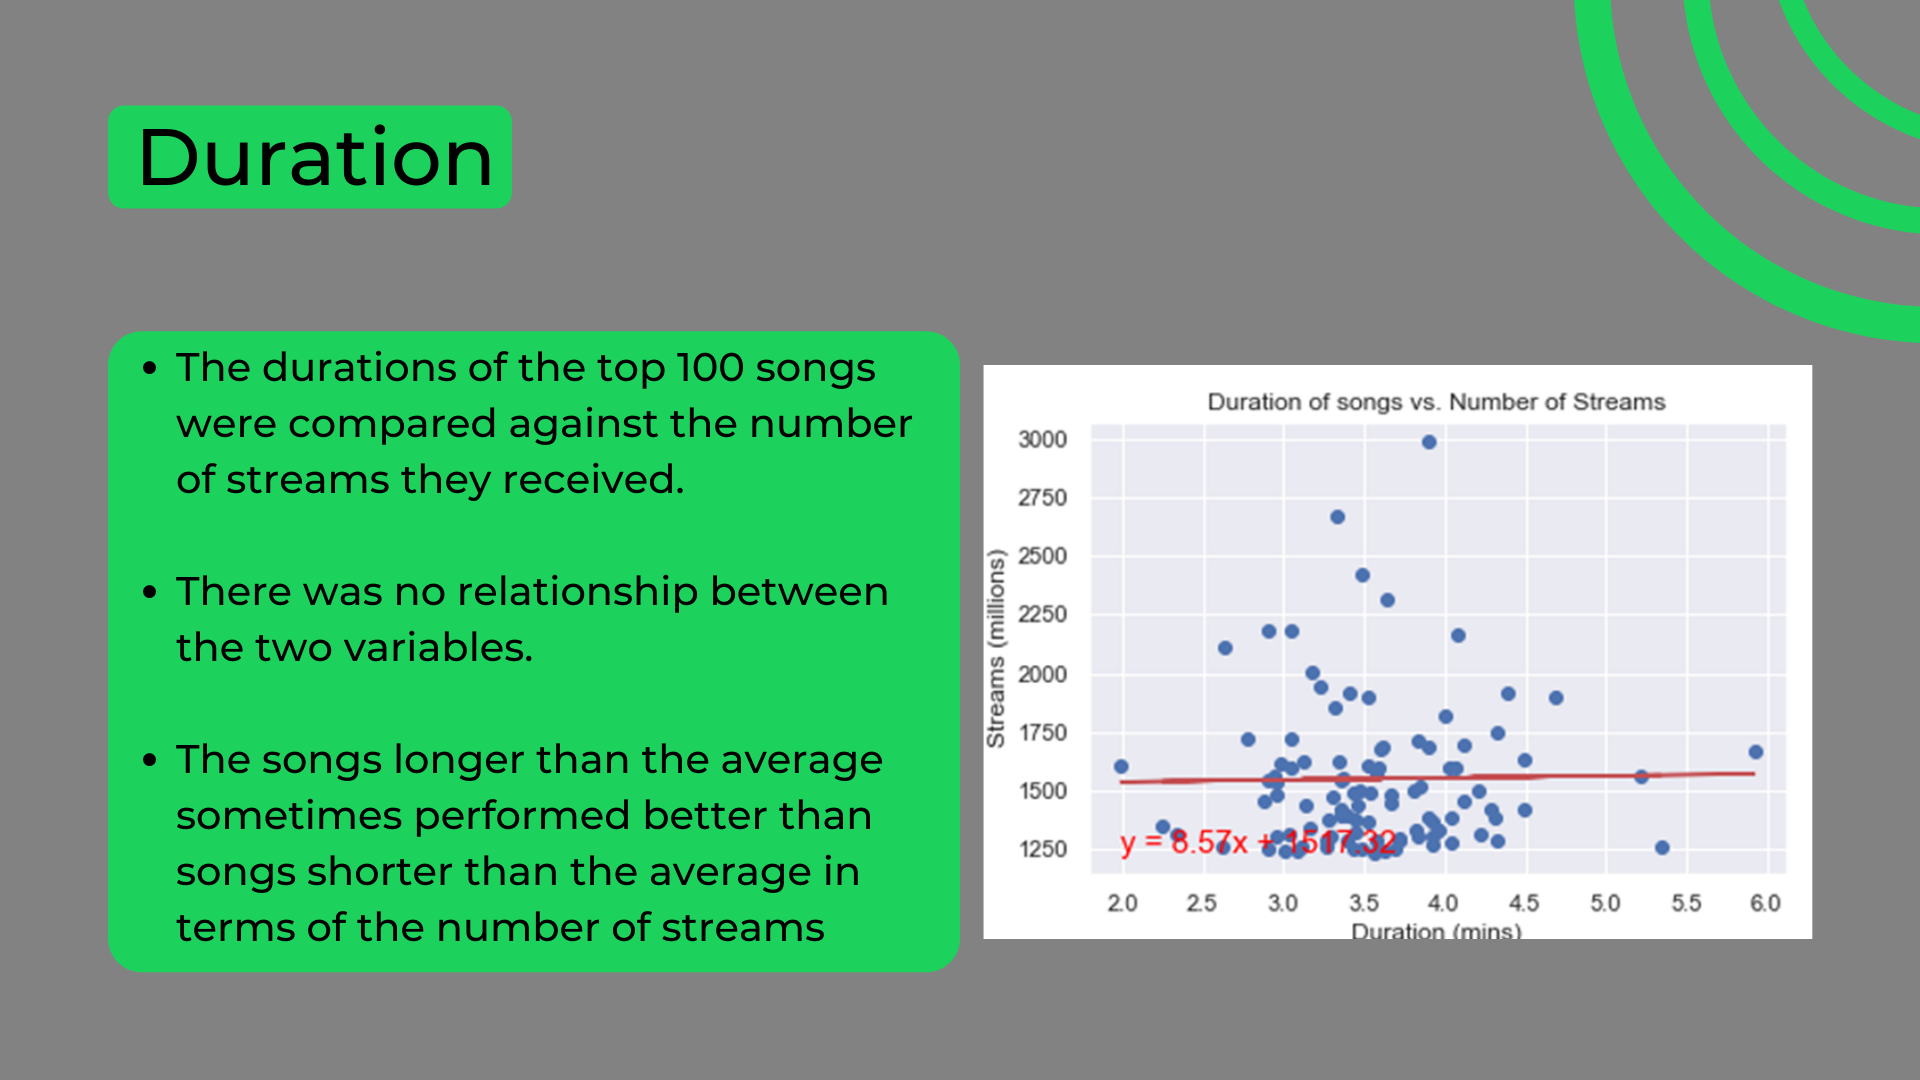 Duration
• The durations of the top 100 songs
were compared against the number
of streams they received.
• There was no relationship between
the two variables.
• The songs longer than the average
sometimes performed better than
songs shorter than the average in
terms of the number of streams
Duration of songs vs. Number of Streams
Streams (millions)
3000
2750
2500
2250
2000
1750
1500
1250
y = 8.57x + 1517.32
2.0 2.5 3.0 3.5 4.0 4.5 5.0 5.5 6.0
Duration (mins)